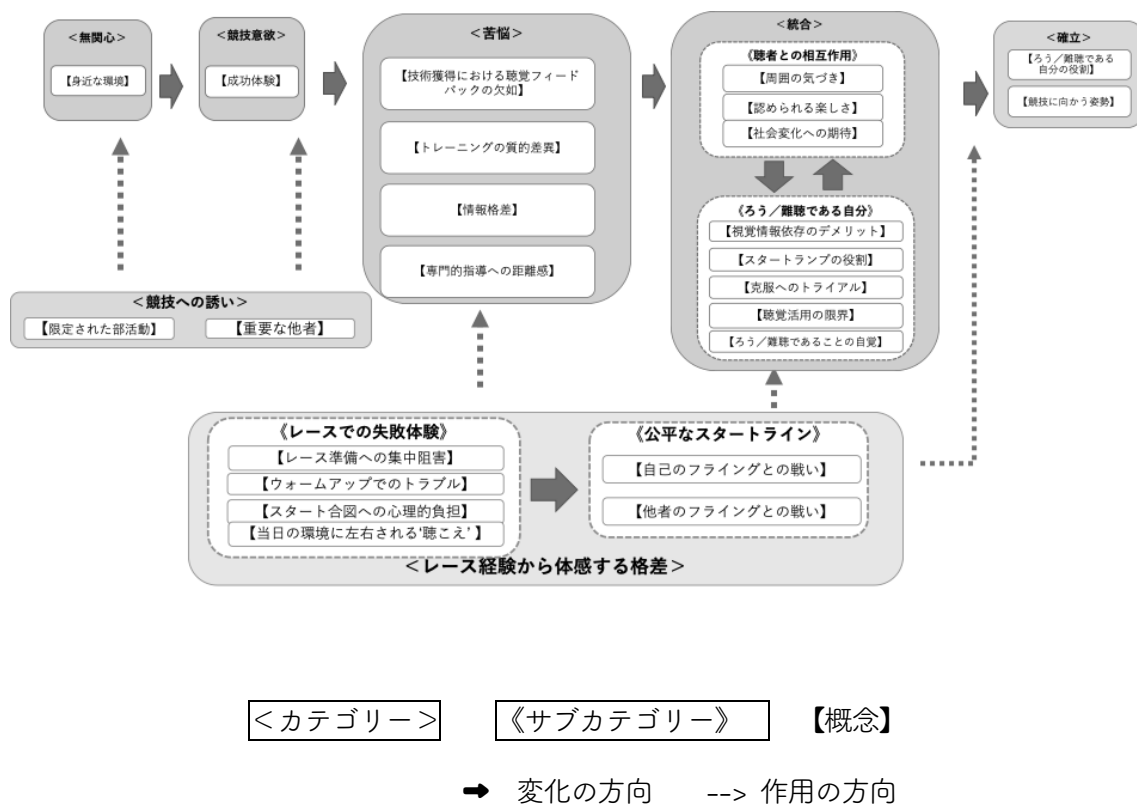 ＜無関心＞
【身近な環境】
＜競技意欲＞
【成功体験】
＜苦悩＞
【技術獲得における聴覚フィード
バックの欠如】
【トレーニングの質的差異】
【情報格差】
【専門的指導への距離感】
＜統合＞
《聴者との相互作用》
【周囲の気づき】
【認められる楽しさ】
【社会変化への期待】
《ろう／難聴である自分》
【視覚情報依存のデメリット】
【スタートランプの役割】
【克服へのトライアル】
【聴覚活用の限界】
【ろう／難聴であることの自覚】
＜確立＞
【ろう／難聴である
自分の役割】
【競技に向かう姿勢】
＜競技への誘い＞
【限定された部活動】
【重要な他者】
《レースでの失敗体験》
【レース準備への集中阻害】
【ウォームアップでのトラブル】
【スタート合図への心理的負担】
【当日の環境に左右される‘聴こえ’】
《公平なスタートライン》
【自己のフライングとの戦い】
【他者のフライングとの戦い】
＜レース経験から体感する格差＞
＜カテゴリー＞ 《サブカテゴリー》 【概念】
➡ 変化の方向 --> 作用の方向